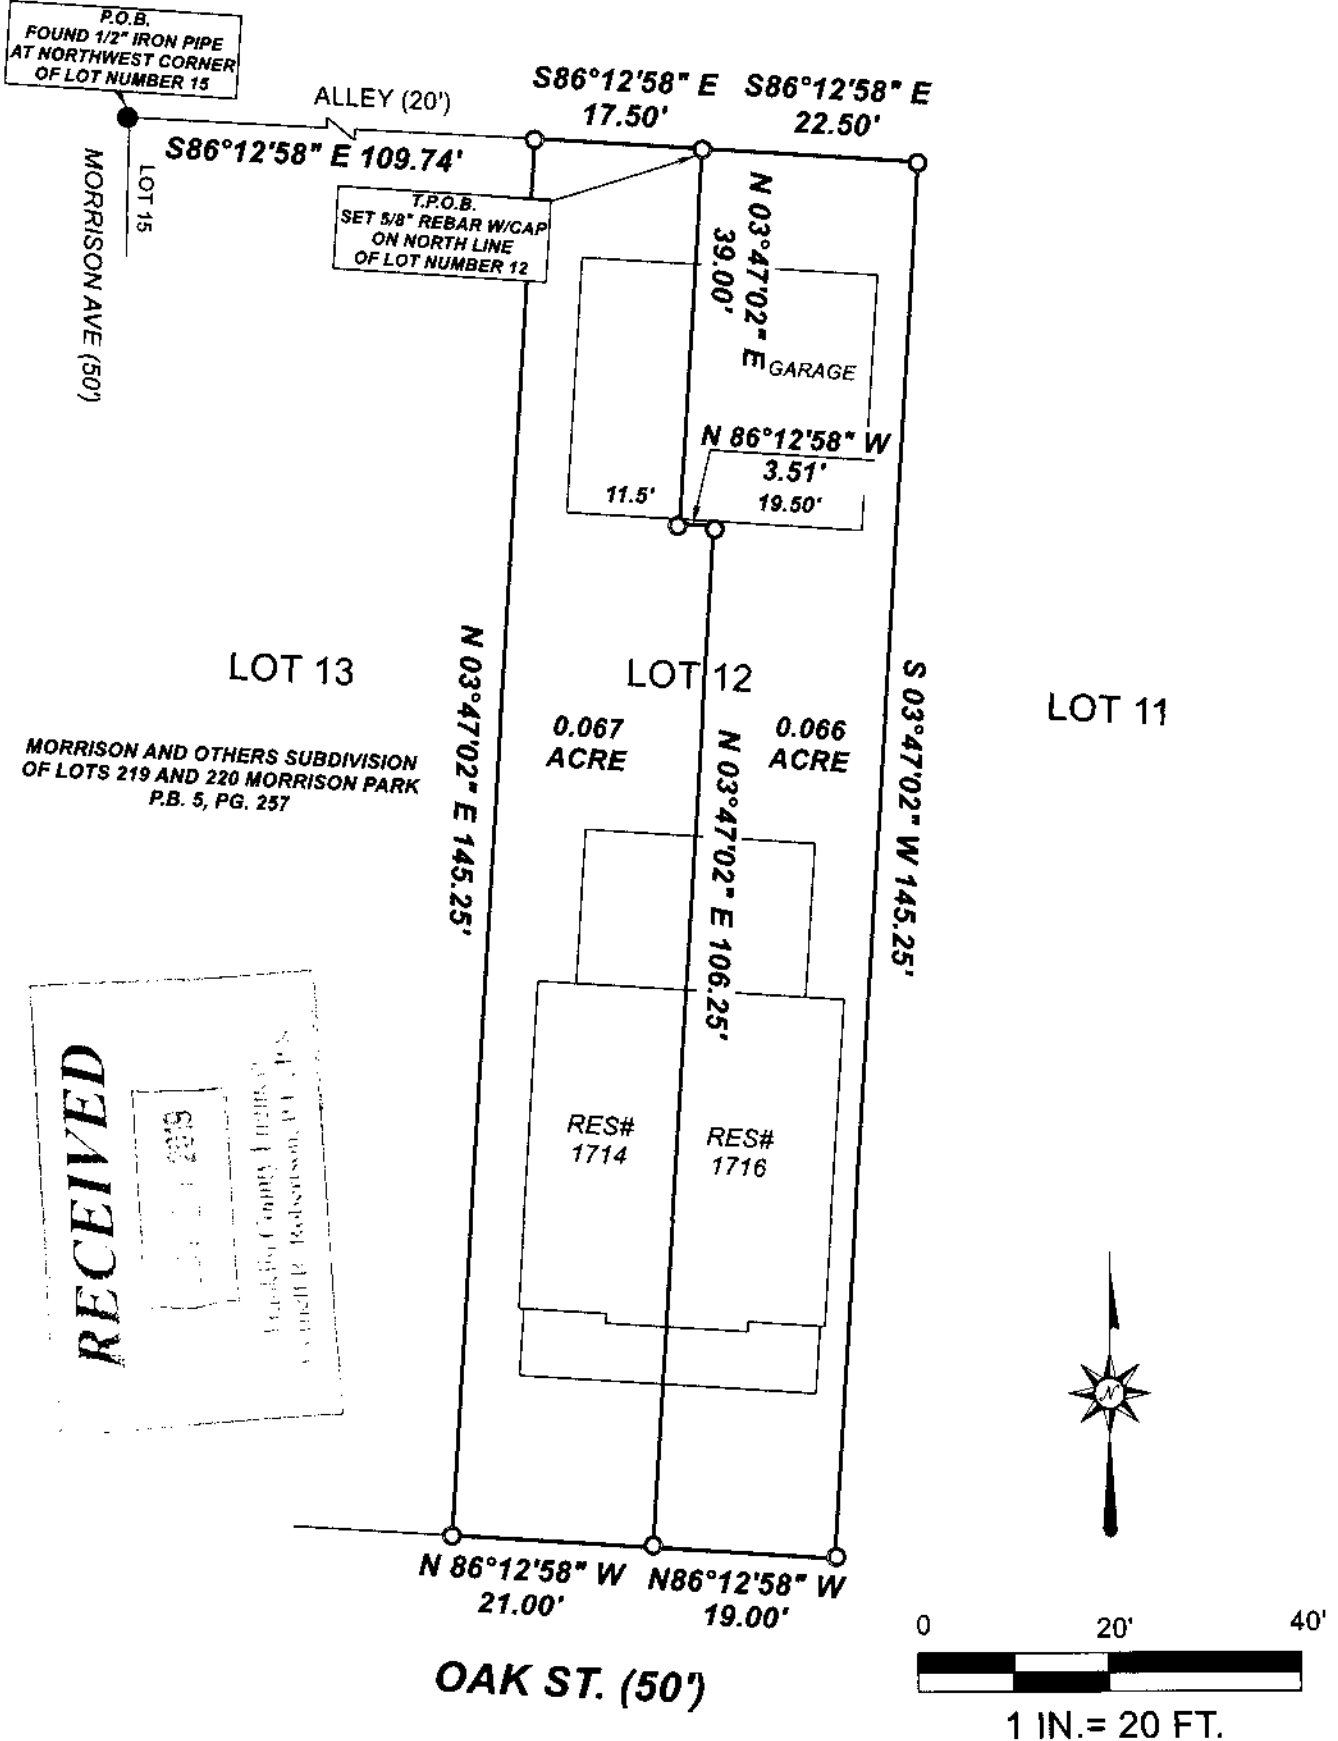 P.O.B.
FOUND 1/2" IRON PIPE
AT NORTHWEST CORNER
OF LOT NUMBER 15
ALLEY (20')
S86°12'58" E 109.74'
S86°12'58" E
17.50'
S86°12'58" E
22.50'
LOT 15
MORRISON AVE (50')
T.P.O.B.
SET 5/8" REBAR W/CAP
ON NORTH LINE
OF LOT NUMBER 12
N 03°47'02" E
39.00'
GARAGE
N 86°12'58" W
3.51'
11.5'
19.50'
LOT 13
LOT 12
LOT 11
N 03°47'02" E 145.25'
S 03°47'02" W 145.25'
0.067
ACRE
0.066
ACRE
N 03°47'02" E 106.25'
MORRISON AND OTHERS SUBDIVISION
OF LOTS 219 AND 220 MORRISON PARK
P.B. 5, PG. 257
RECEIVED
County
RES#
1714
RES#
1716
N
N 86°12'58" W
21.00'
N86°12'58" W
19.00'
OAK ST. (50')
0 20' 40'
1 IN.= 20 FT.